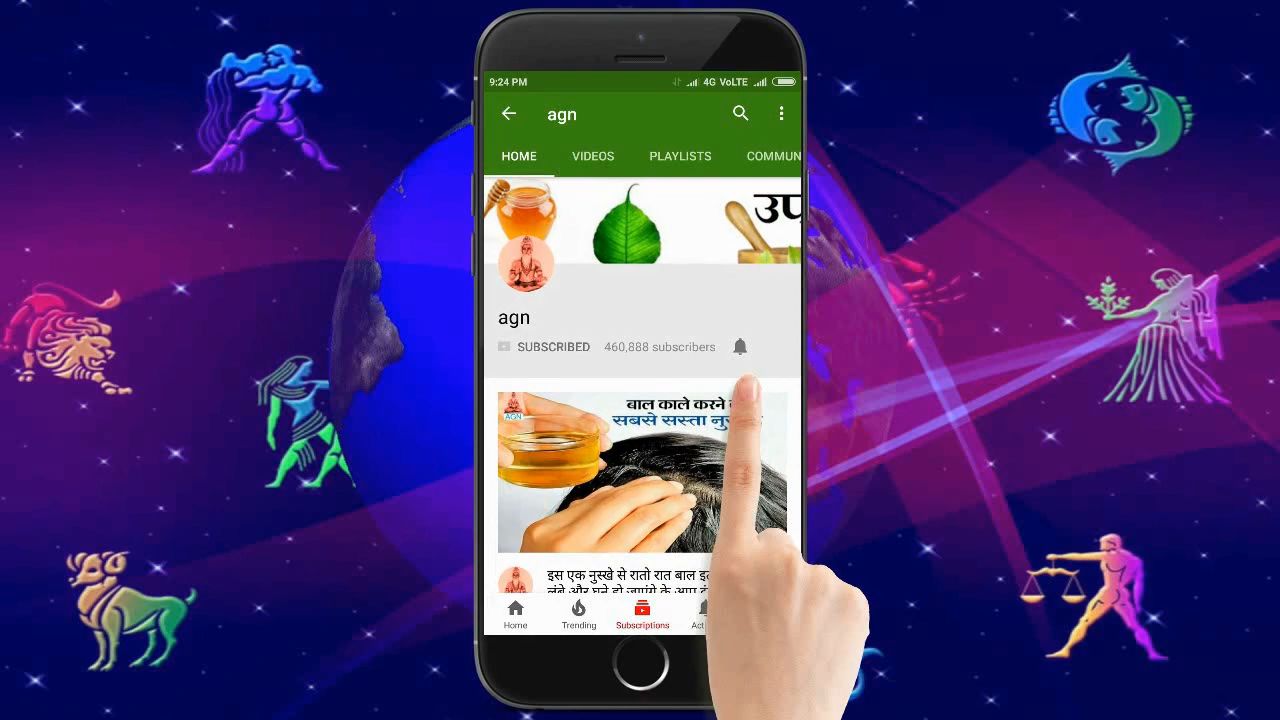 9:24 PM 4G VoLTE
agn
HOME VIDEOS PLAYLISTS COMMUN
agn
SUBSCRIBED 460,888 subscribers
AGN
बाल काले करने
सबसे सस्ता
इस एक नुस्खे से रातो रात बाल
Home Trending Subscriptions